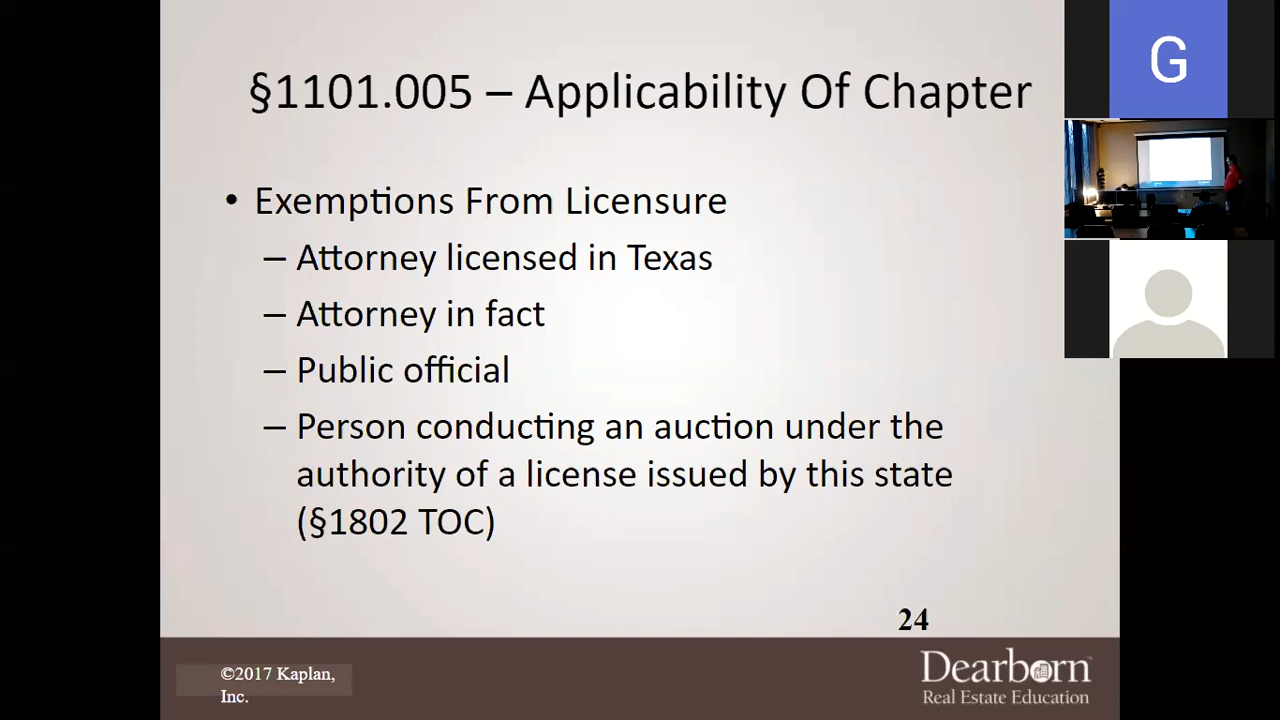 §1101.005 – Applicability Of Chapter
• Exemptions From Licensure
– Attorney licensed in Texas
– Attorney in fact
– Public official
– Person conducting an auction under the
authority of a license issued by this state
(§1802 TOC)
24
©2017 Kaplan,
Inc.
Dearborn
Real Estate Education
G